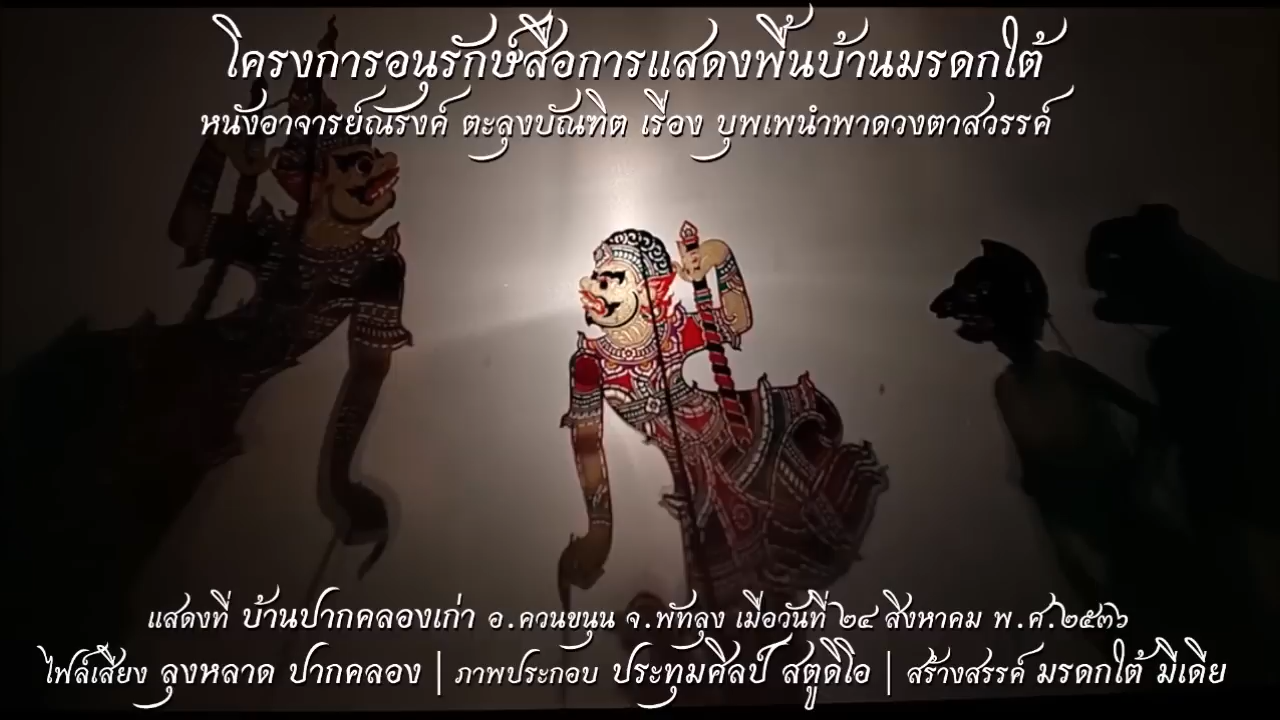 โครงการอนุรักษ์สื่อการแสดงพื้นบ้านมรดกใต้
หนังอาจารย์ณรงค์ ตะลุงบัณฑิต เรื่อง บุพเพนำพาดวงตาสวรรค์
แสดงที่ บ้านปากคลองเก่า อ.ควนขนุน จ.พัทลุง เมื่อวันที่ ๒๔ สิงหาคม พ.ศ.๒๕๓๖
ไฟล์เสียง ลุงหลาด ปากคลอง | ภาพประกอบ ประทุมศิลป์ สตูดิโอ | สร้างสรรค์ มรดกใต้ มีเดีย